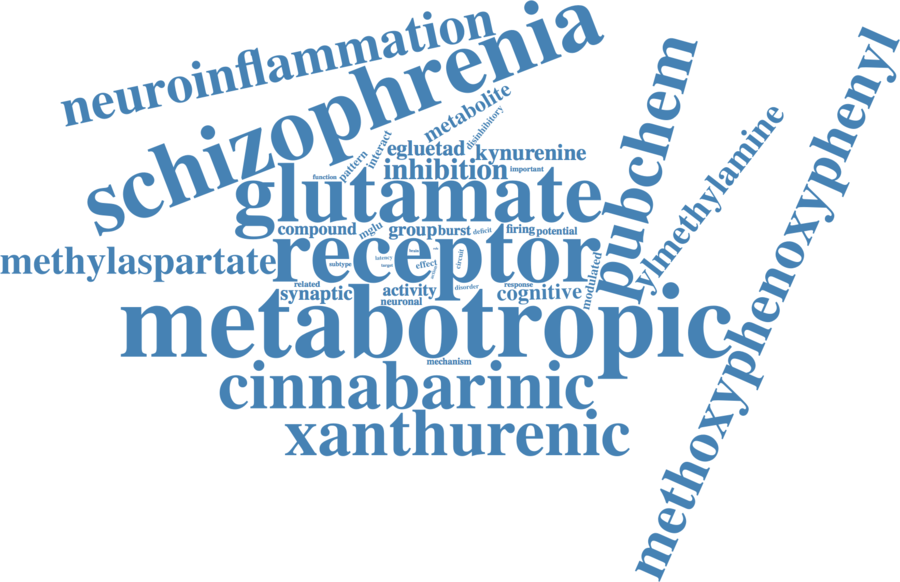 neuroinflammation
schizophrenia
metabolite
disinhibitory
interact
pattern
egluetad
kynurenine
inhibition
important
function
glutamate
pubchem
ylmethylamine
methoxyphenoxyphenyl
compound
mglu
group
burst
deficit
firing
potential
methylaspartate
receptor
subtype
latency
target
brain
effect
circuit
modulated
related
synaptic
activity
neuronal
disorder
response
cognitive
metabotropic
mechanism
cinnabarinic
xanthurenic